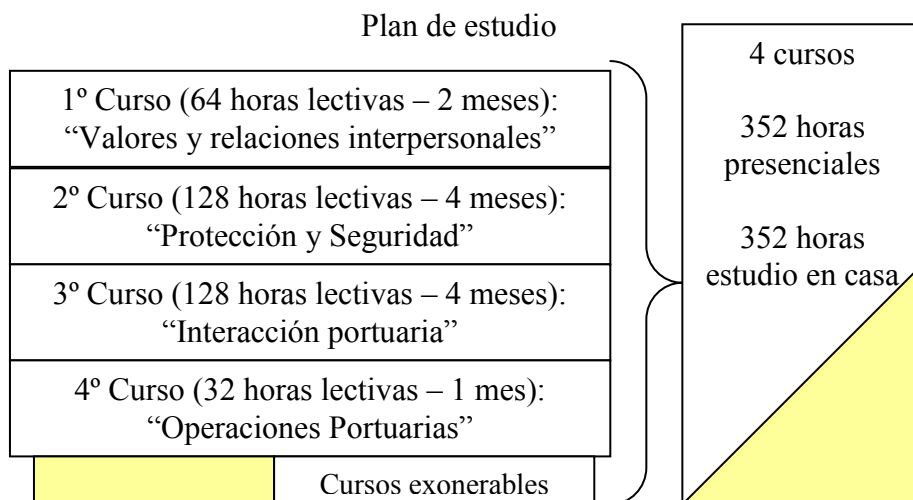 Plan de estudio
1º Curso (64 horas lectivas – 2 meses):
“Valores y relaciones interpersonales”
2º Curso (128 horas lectivas – 4 meses):
“Protección y Seguridad”
3º Curso (128 horas lectivas – 4 meses):
“Interacción portuaria”
4º Curso (32 horas lectivas – 1 mes):
“Operaciones Portuarias”
Cursos exonerables
4 cursos
352 horas
presenciales
352 horas
estudio en casa